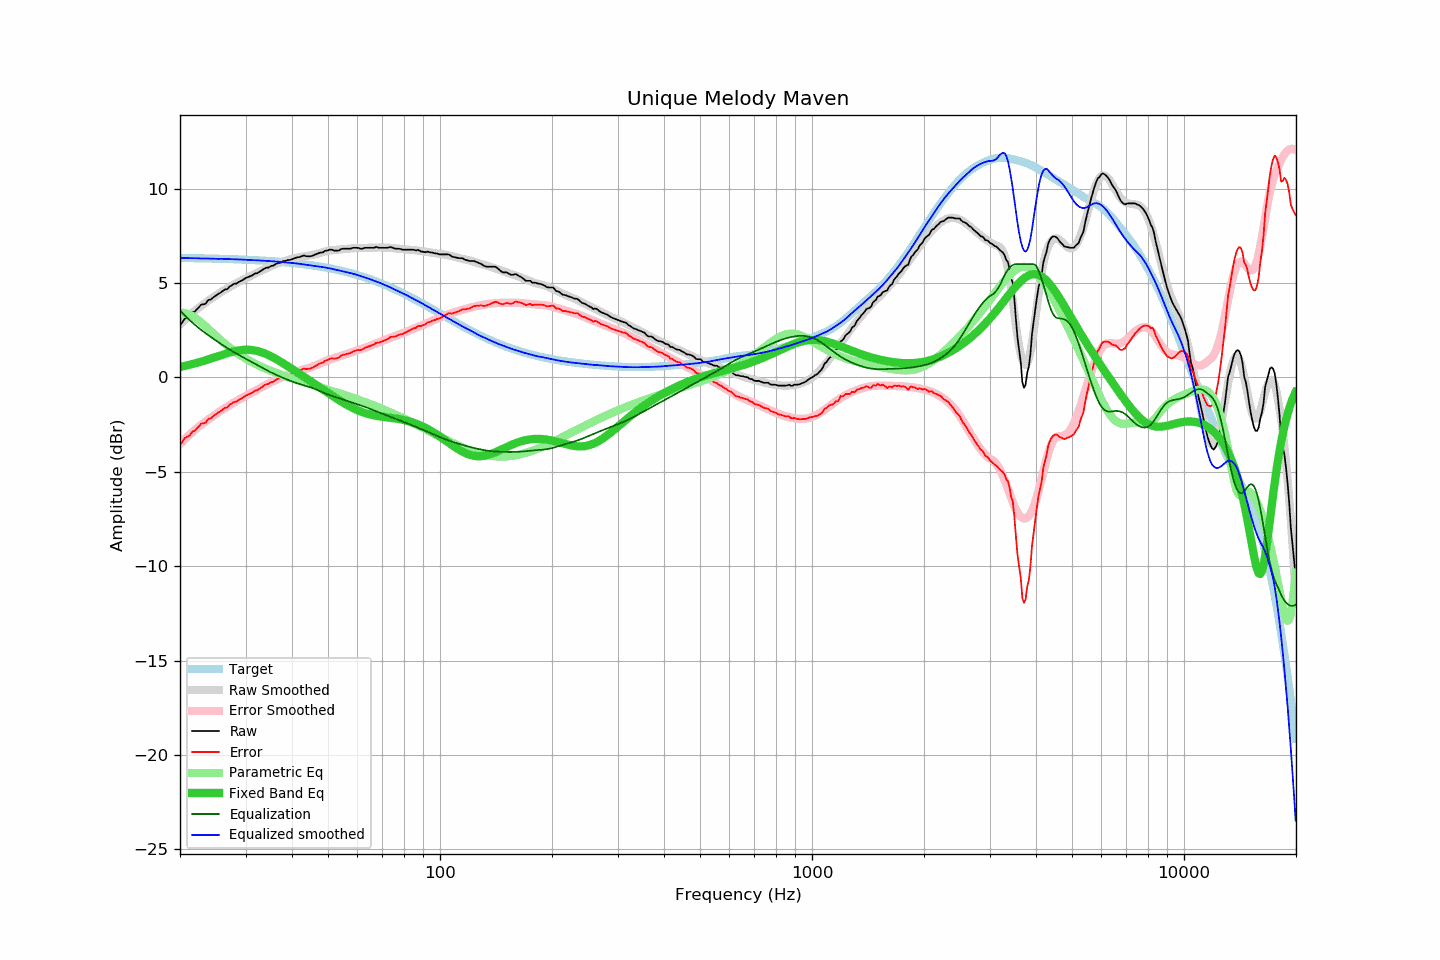 Unique Melody Maven
10
5
0
−5
−10
−15
−20
−25
Amplitude (dBr)
Target
Raw Smoothed
Error Smoothed
Raw
Error
Parametric Eq
Fixed Band Eq
Equalization
Equalized smoothed
100
1000
10000
Frequency (Hz)